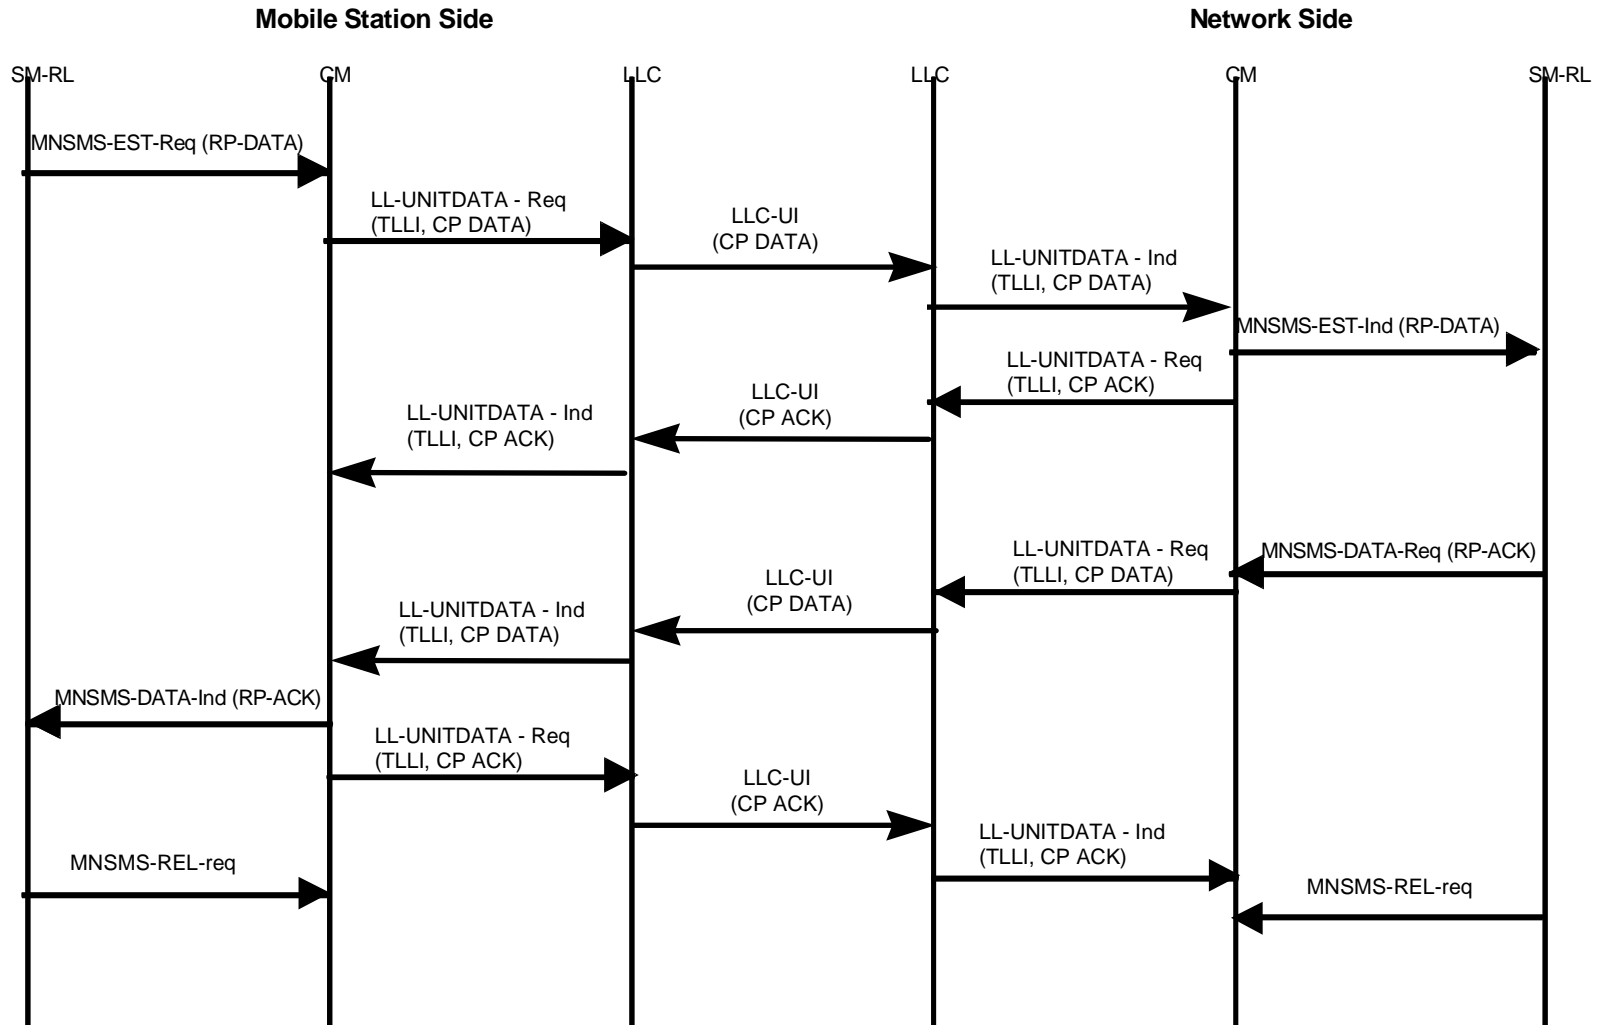 Mobile Station Side
Network Side
SM-RL
CM
LLC
LLC
CM
SM-RL
MNSMS-EST-Req (RP-DATA)
LL-UNITDATA - Req
(TLLI, CP DATA)
LLC-UI
(CP DATA)
LL-UNITDATA - Ind
(TLLI, CP DATA)
MNSMS-EST-Ind (RP-DATA)
LL-UNITDATA - Req
(TLLI, CP ACK)
LLC-UI
(CP ACK)
LL-UNITDATA - Ind
(TLLI, CP ACK)
MNSMS-DATA-Req (RP-ACK)
LL-UNITDATA - Req
(TLLI, CP DATA)
LLC-UI
(CP DATA)
LL-UNITDATA - Ind
(TLLI, CP DATA)
MNSMS-DATA-Ind (RP-ACK)
LL-UNITDATA - Req
(TLLI, CP ACK)
LLC-UI
(CP ACK)
LL-UNITDATA - Ind
(TLLI, CP ACK)
MNSMS-REL-req
MNSMS-REL-req